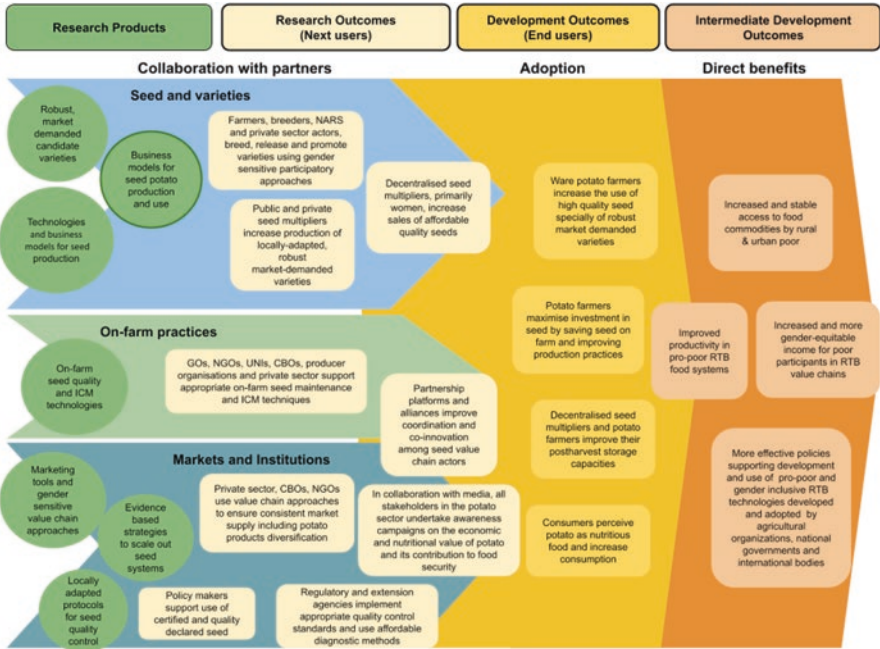 Research Products
Research Outcomes
(Next users)
Development Outcomes
(End users)
Intermediate Development
Outcomes
Collaboration with partners
Adoption
Direct benefits
Seed and varieties
Robust,
market
demanded
candidate
varieties
Business
models for
seed potato
production
and use
Technologies
and business
models for seed
production
Farmers, breeders, NARS
and private sector actors,
breed, release and promote
varieties using gender
sensitive participatory
approaches
Public and private
seed multipliers
increase production of
locally-adapted,
robust
market-demanded
varieties
Decentralised seed
multipliers, primarily
women, increase
sales of affordable
quality seeds
On-farm practices
On-farm
seed quality
and ICM
technologies
GOs, NGOs, UNIs, CBOs, producer
organisations and private sector support
appropriate on-farm seed maintenance
and ICM techniques
Partnership
platforms and
alliances improve
coordination and
co-innovation
among seed value
chain actors
Markets and Institutions
Marketing
tools and
gender
sensitive
value chain
approaches
Evidence
based
strategies to
scale out
seed
systems
Locally
adapted
protocols
for seed
quality
control
Private sector, CBOs, NGOs
use value chain approaches
to ensure consistent market
supply including potato
products diversification
In collaboration with media, all
stakeholders in the potato
sector undertake awareness
campaigns on the economic
and nutritional value of potato
and its contribution to food
security
Policy makers
support use of
certified and quality
declared seed
Regulatory and extension
agencies implement
appropriate quality control
standards and use affordable
diagnostic methods
Ware potato farmers
increase the use of
high quality seed
specially of robust
market demanded
varieties
Potato farmers
maximise investment in
seed by saving seed on
farm and improving
production practices
Decentralised seed
multipliers and potato
farmers improve their
postharvest storage
capacities
Consumers perceive
potato as nutritious
food and increase
consumption
Increased and stable
access to food
commodities by rural
& urban poor
Improved
productivity in
pro-poor RTB
food systems
Increased and more
gender-equitable
income for poor
participants in RTB
value chains
More effective policies
supporting development
and use of pro-poor and
gender inclusive RTB
technologies developed
and adopted by
agricultural
organizations, national
governments and
international bodies